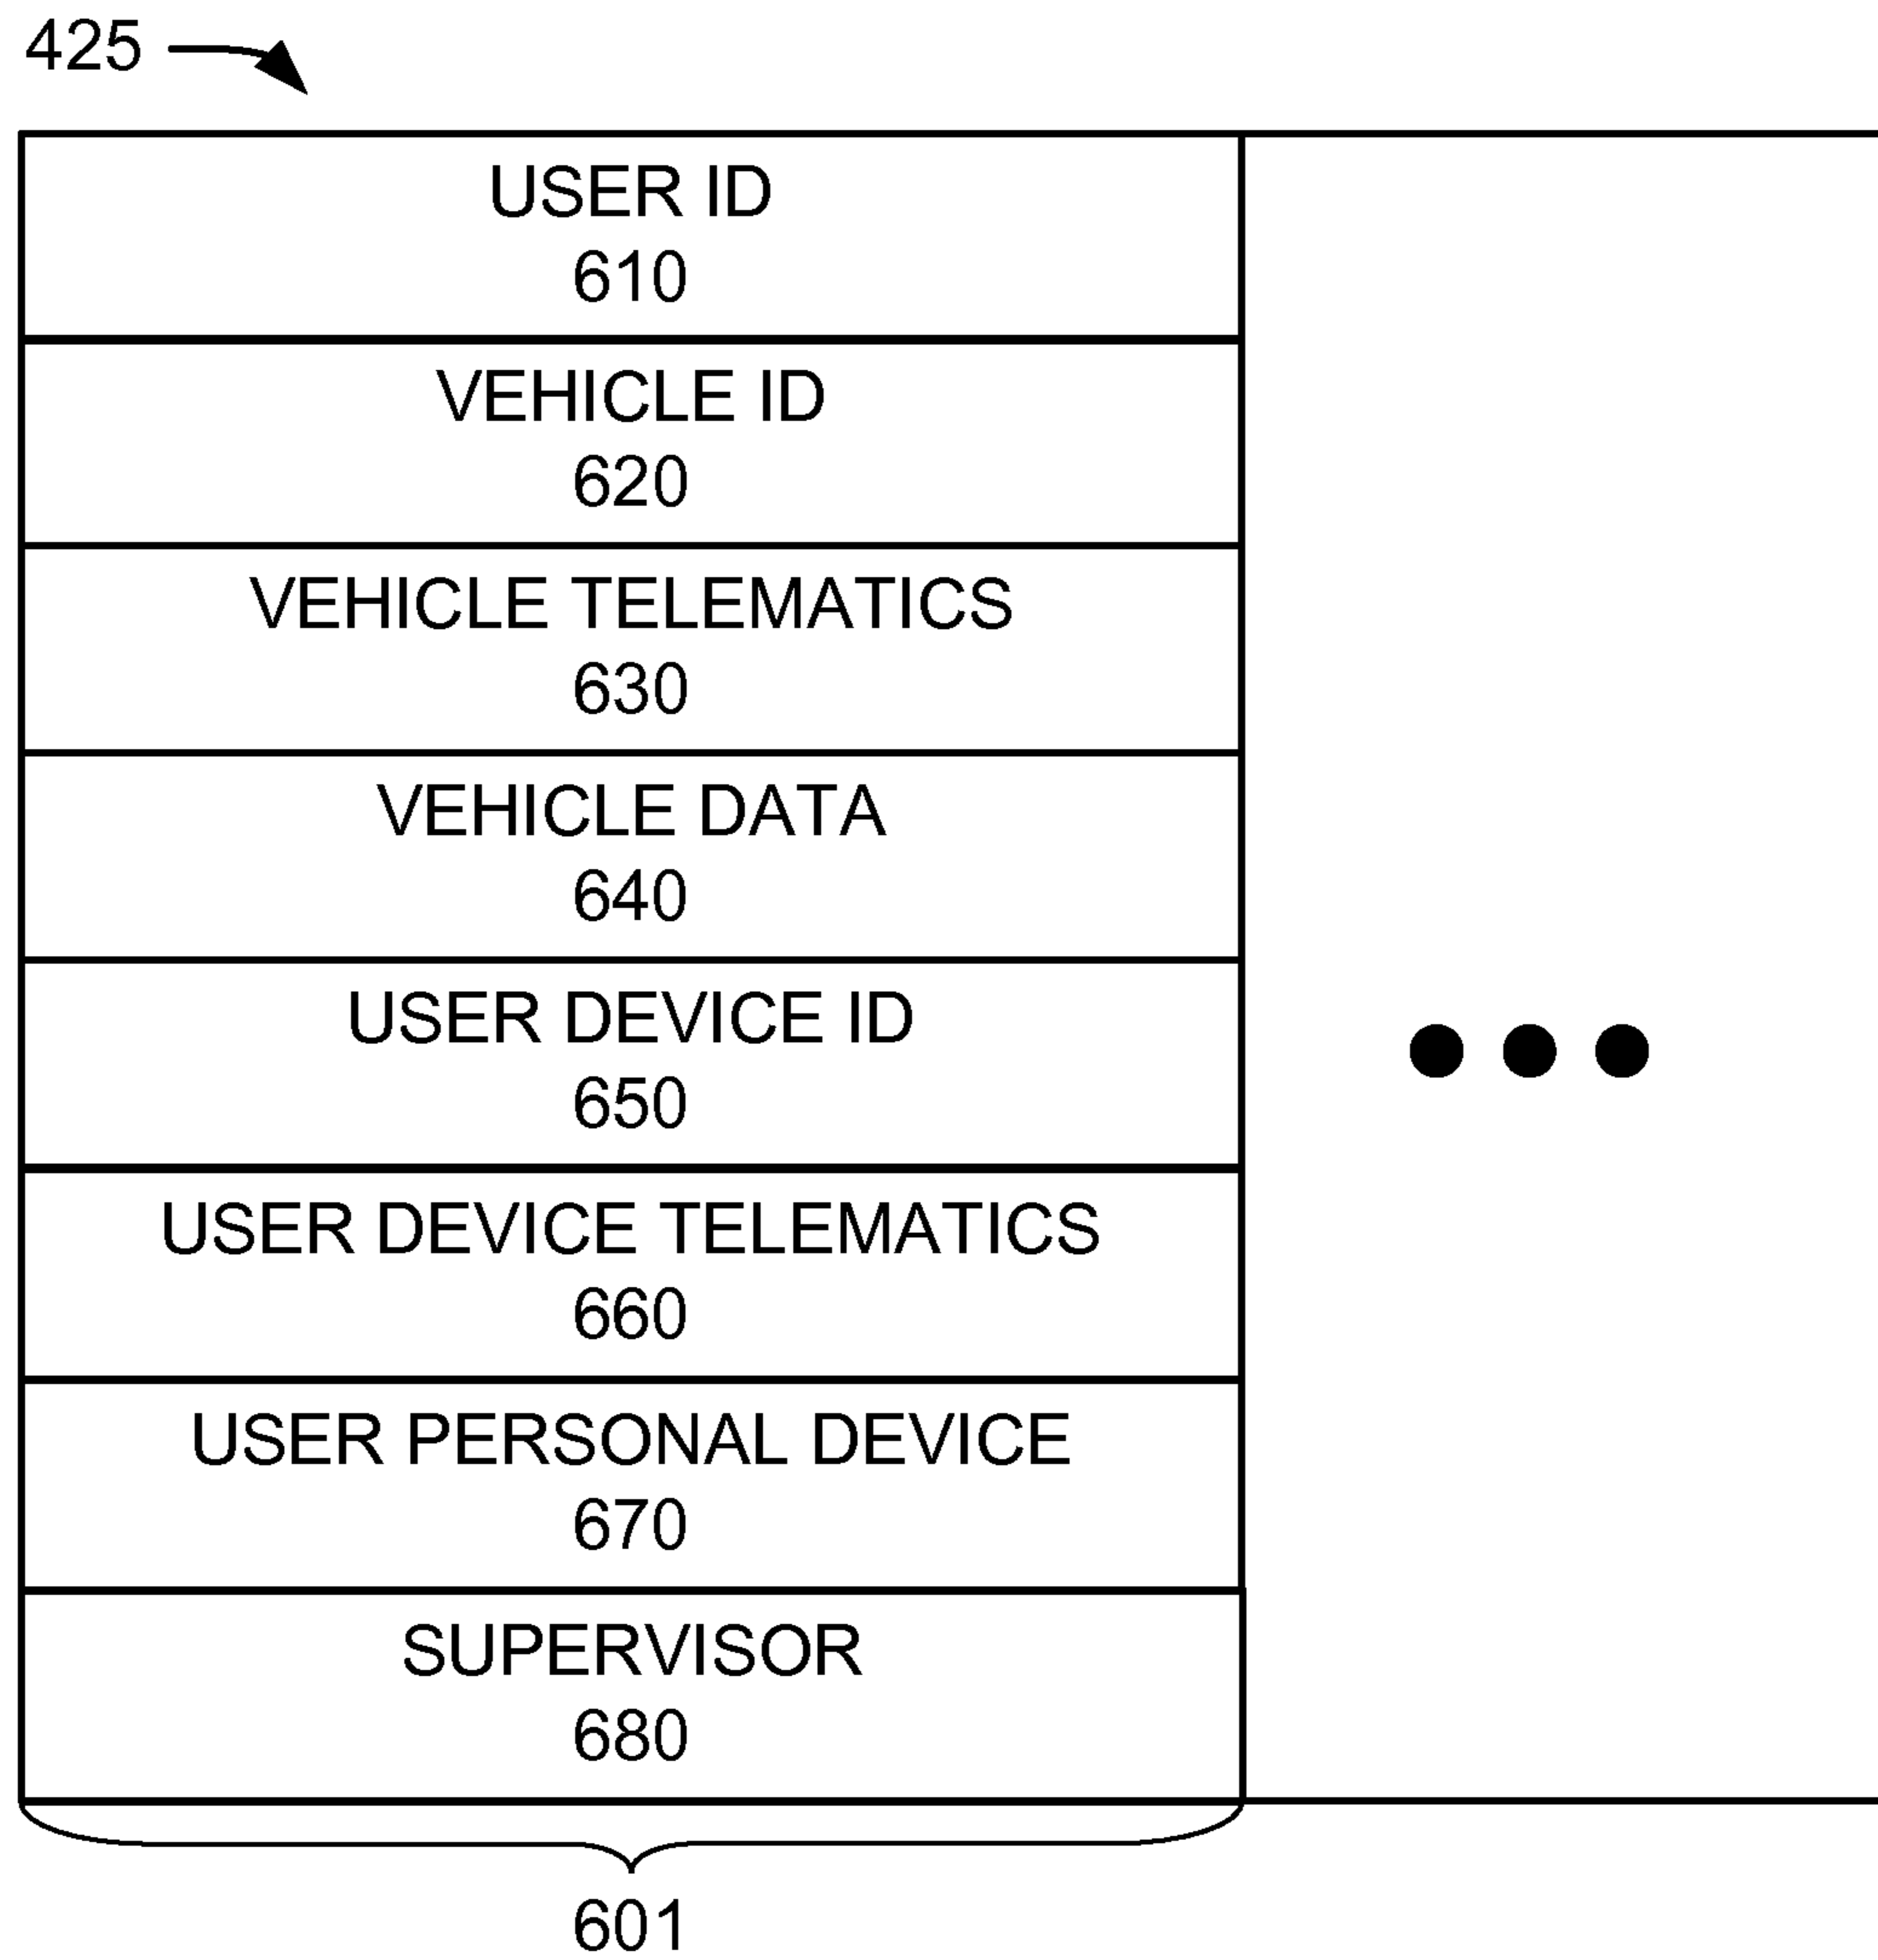 425
USER ID
610
VEHICLE ID
620
VEHICLE TELEMATICS
630
VEHICLE DATA
640
USER DEVICE ID
650
USER DEVICE TELEMATICS
660
USER PERSONAL DEVICE
670
SUPERVISOR
680
601